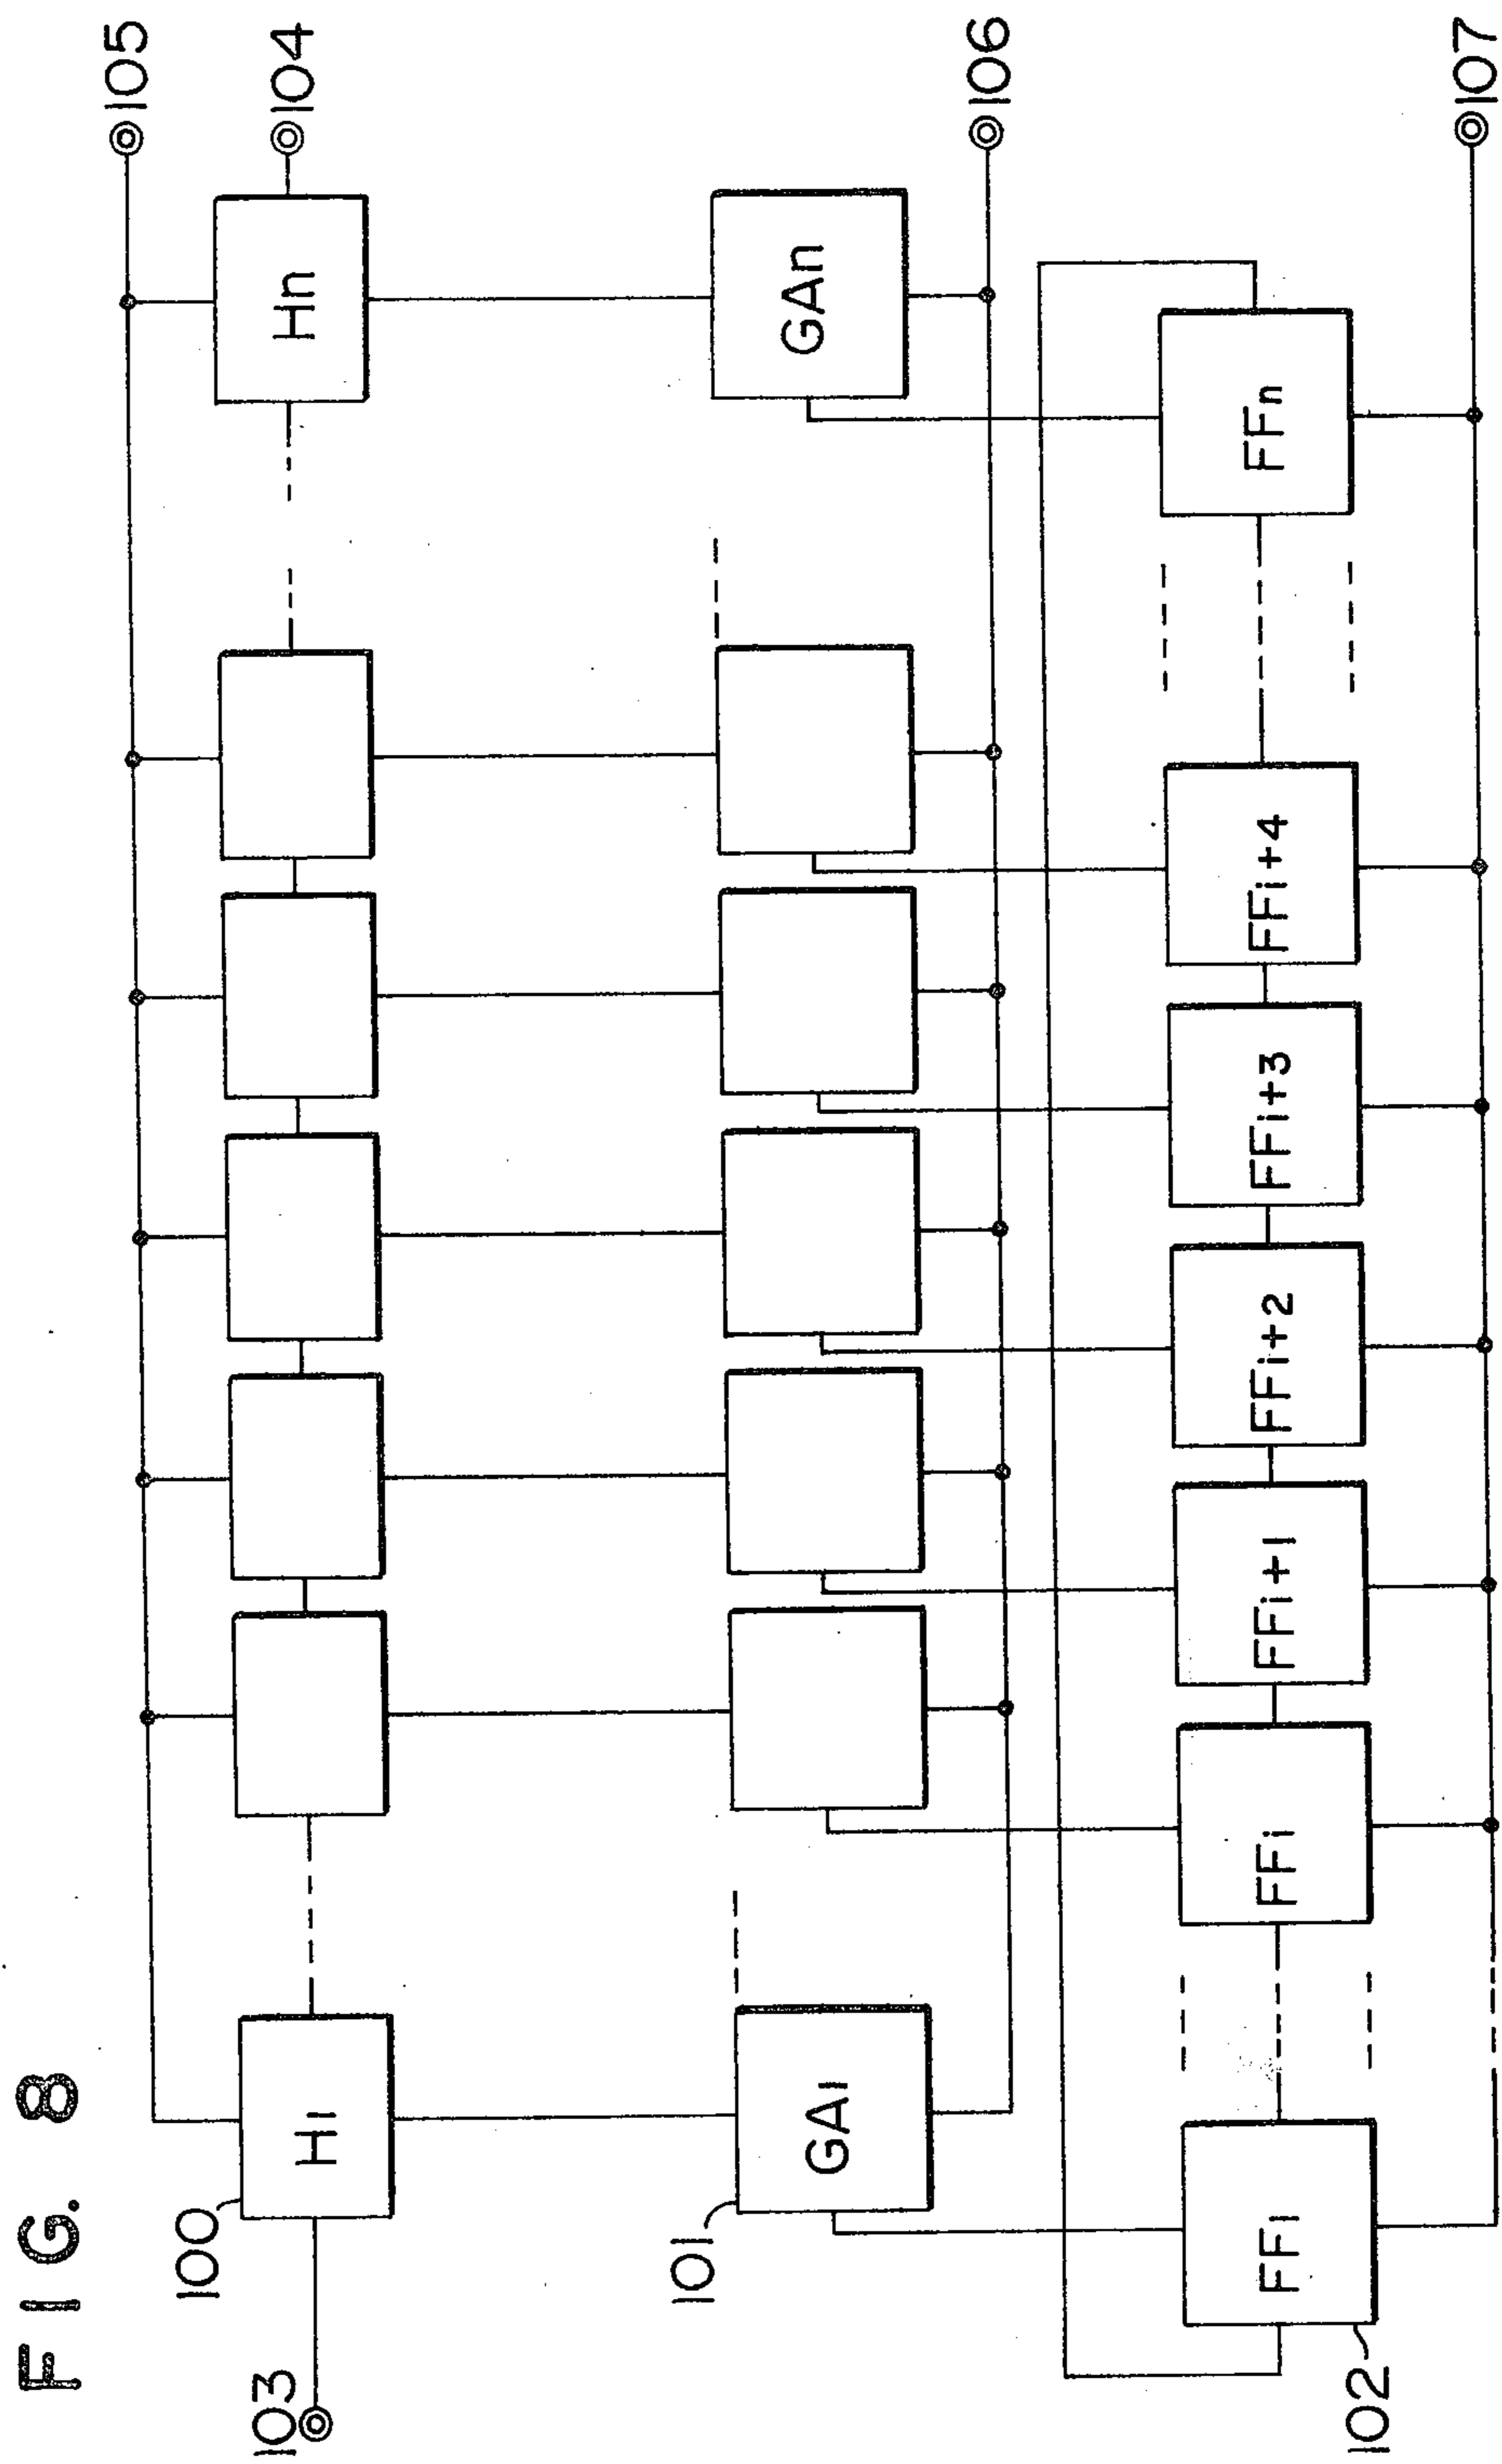 FIG. 8
105
103
100
H1
Hn
104
101
GA1
GAn
106
102
FF1
FFi
FFi+1
FFi+2
FFi+3
FFi+4
FFn
107